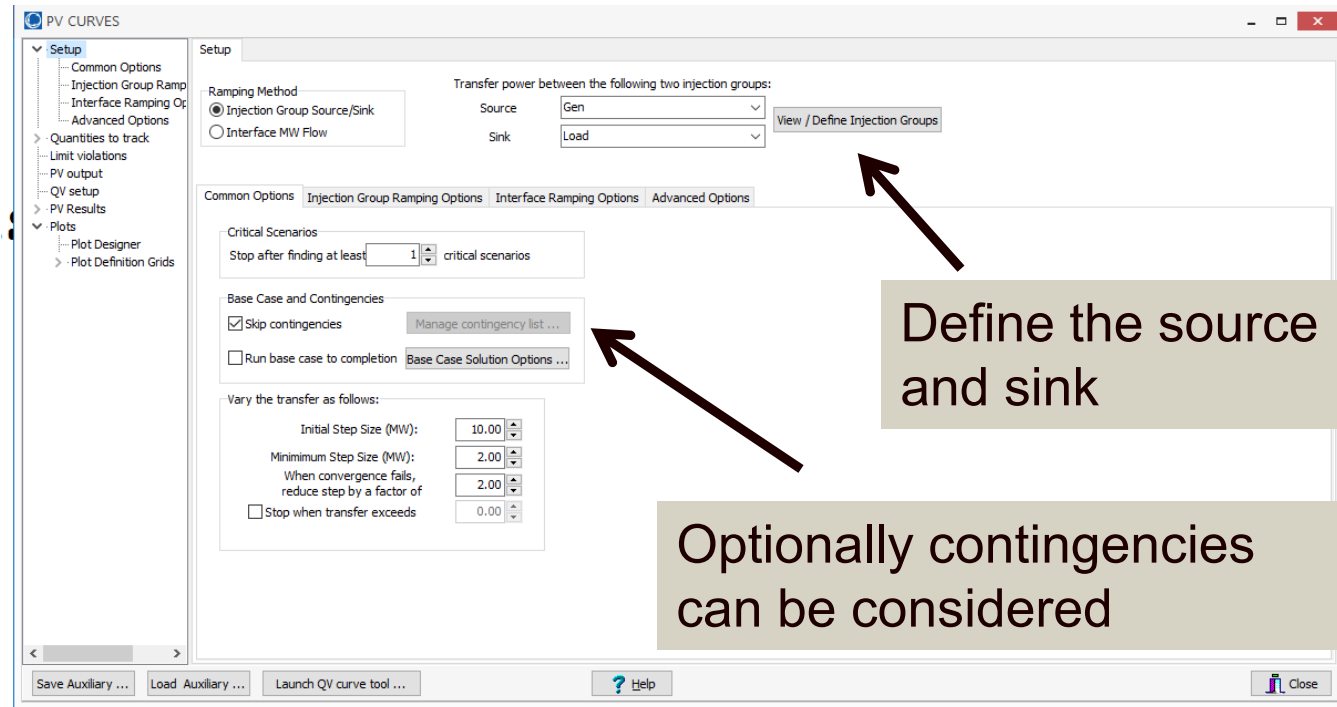 PV CURVES
Setup
Common Options
Injection Group Ramp
Interface Ramping Op
Advanced Options
Quantities to track
Limit violations
PV output
QV setup
PV Results
Plots
Plot Designer
Plot Definition Grids
Setup
Ramping Method
Injection Group Source/Sink
Interface MW Flow
Transfer power between the following two injection groups:
Source Gen
Sink Load
View / Define Injection Groups
Common Options Injection Group Ramping Options Interface Ramping Options Advanced Options
Critical Scenarios
Stop after finding at least 1 critical scenarios
Base Case and Contingencies
Skip contingencies Manage contingency list ...
Run base case to completion Base Case Solution Options ...
Vary the transfer as follows:
Initial Step Size (MW): 10.00
Minimimum Step Size (MW): 2.00
When convergence fails,
reduce step by a factor of 2.00
Stop when transfer exceeds 0.00
Define the source
and sink
Optionally contingencies
can be considered
Save Auxiliary ... Load Auxiliary ... Launch QV curve tool ... ? Help Close